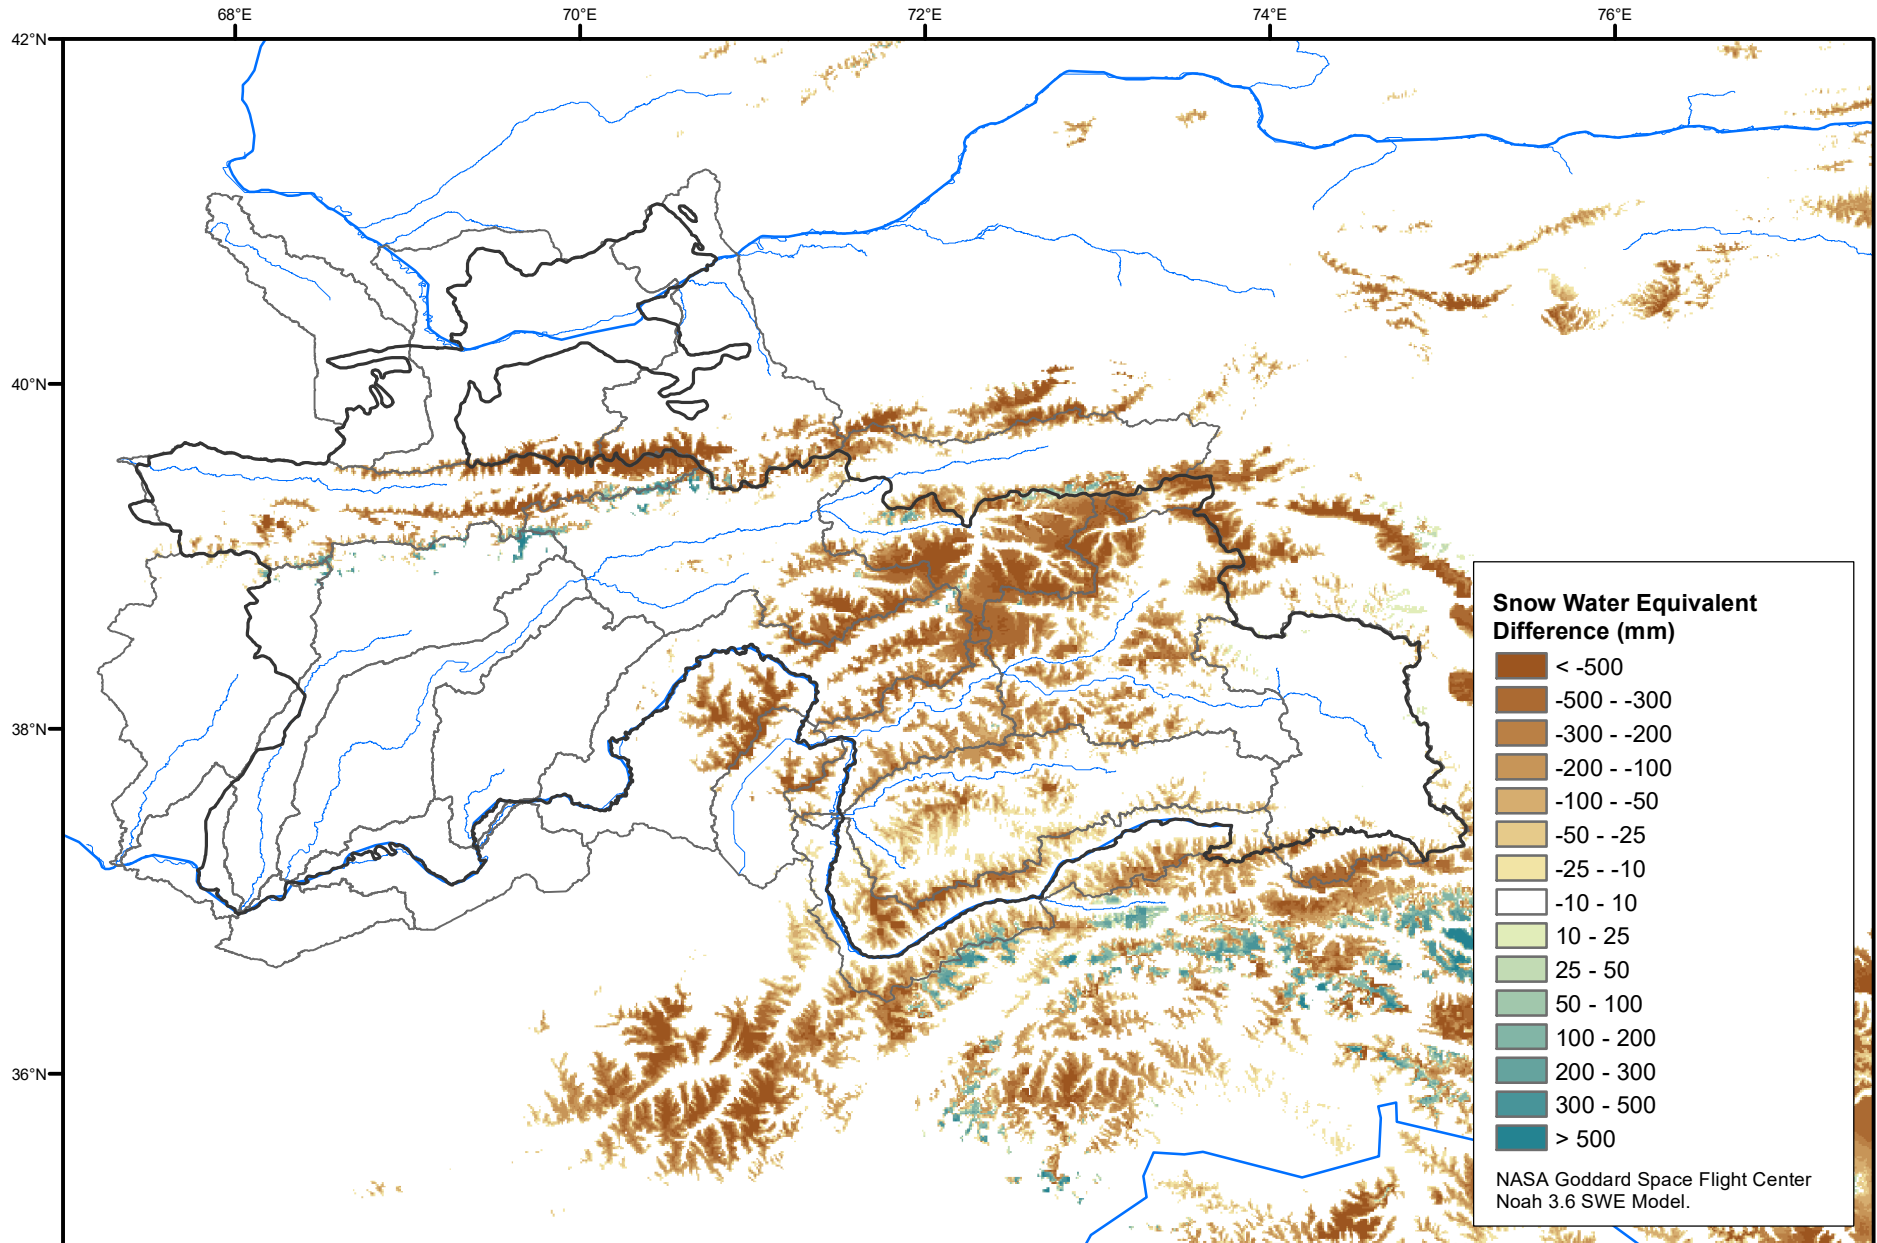 68°E 70°E 72°E 74°E 76°E
42°N
40°N
38°N
36°N
Snow Water Equivalent
Difference (mm)
< -500
-500 - -300
-300 - -200
-200 - -100
-100 - -50
-50 - -25
-25 - -10
-10 - 10
10 - 25
25 - 50
50 - 100
100 - 200
200 - 300
300 - 500
> 500
NASA Goddard Space Flight Center
Noah 3.6 SWE Model.